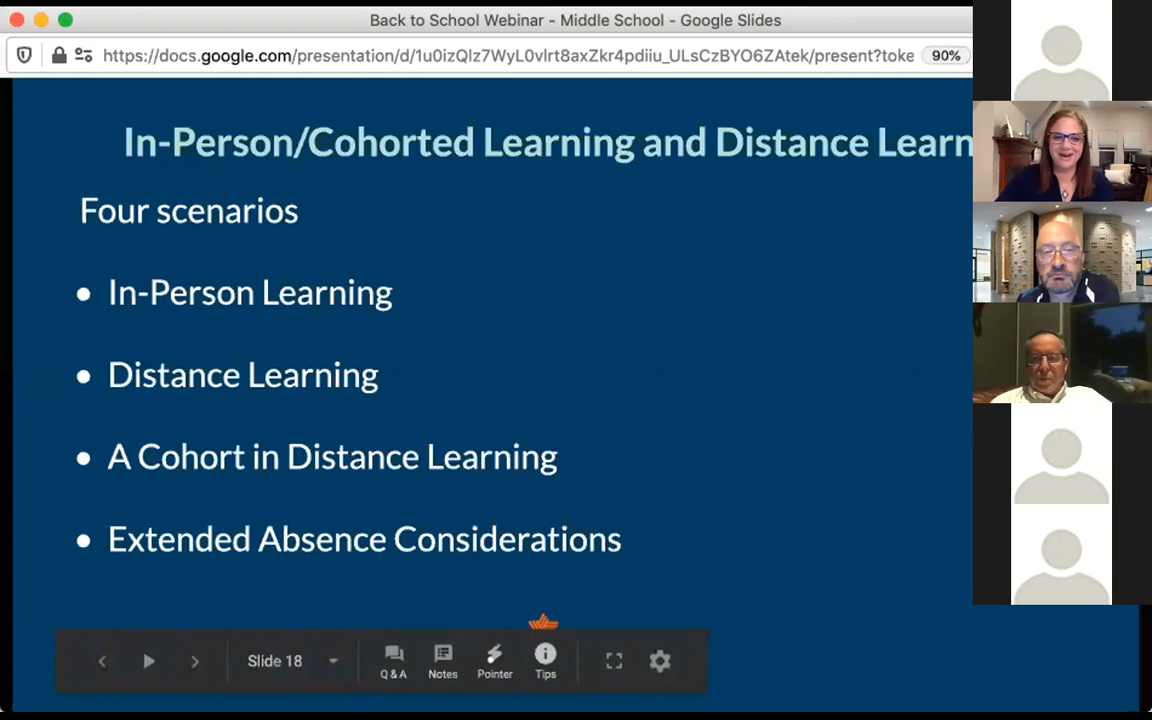 Back to School Webinar - Middle School - Google Slides
https://docs.google.com/presentation/d/1u0izQlz7WyL0vlrt8axZkr4pdiiu_ULsCzBYO6ZAtek/present?toke
90%
In-Person/Cohorted Learning and Distance Learn
Four scenarios
• In-Person Learning
• Distance Learning
• A Cohort in Distance Learning
• Extended Absence Considerations
Slide 18
Q & A
Notes
Pointer
Tips